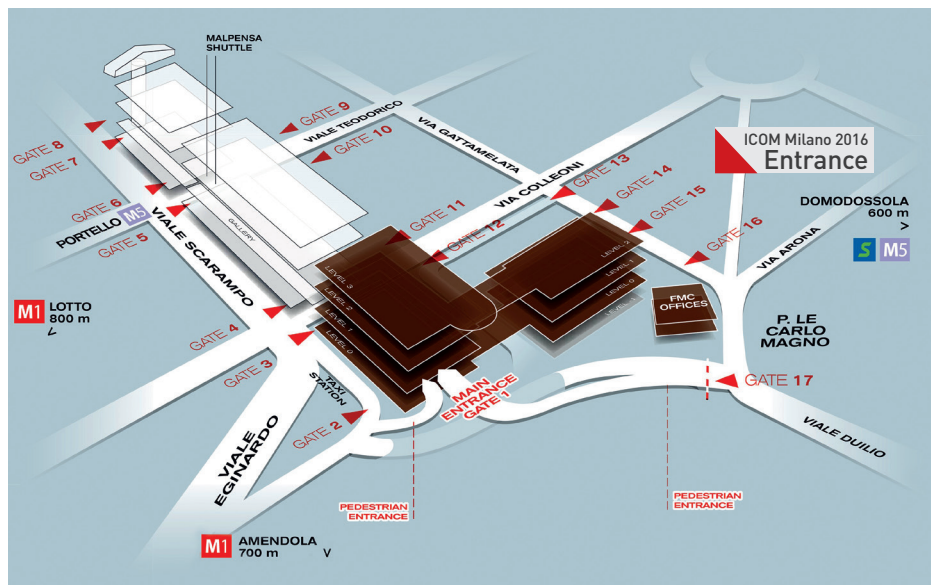 MALPENSA
SHUTTLE
GATE 9
VIALE TEODORICO
GATE 10
VIA GATTAMELATA
GATE 8
GATE 7
ICOM Milano 2016
Entrance
GATE 13
VIA COLLEONI
GATE 14
GATE 15
GATE 6
PORTELLO M5
GATE 5
VIALE SCARAMPO
GALLERY
GATE 11
GATE 12
GATE 16
DOMODOSSOLA
600 m
>
S M5
VIA ARONA
LEVEL 3
LEVEL 2
LEVEL 1
LEVEL 0
LEVEL 2
LEVEL 1
LEVEL 0
FMC
OFFICES
M1 LOTTO
800 m
V
P. LE
CARLO
MAGNO
GATE 4
GATE 3
TAXI
STATION
MAIN
ENTRANCE
GATE 1
GATE 17
GATE 2
VIALE
EGINARDO
VIALE DUILIO
PEDESTRIAN
ENTRANCE
PEDESTRIAN
ENTRANCE
M1 AMENDOLA
700 m V